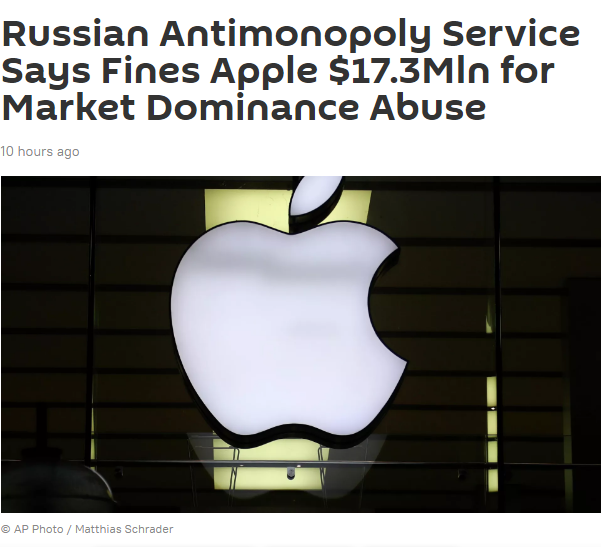 Russian Antimonopoly Service
Says Fines Apple $17.3Mln for
Market Dominance Abuse
10 hours ago
© AP Photo / Matthias Schrader